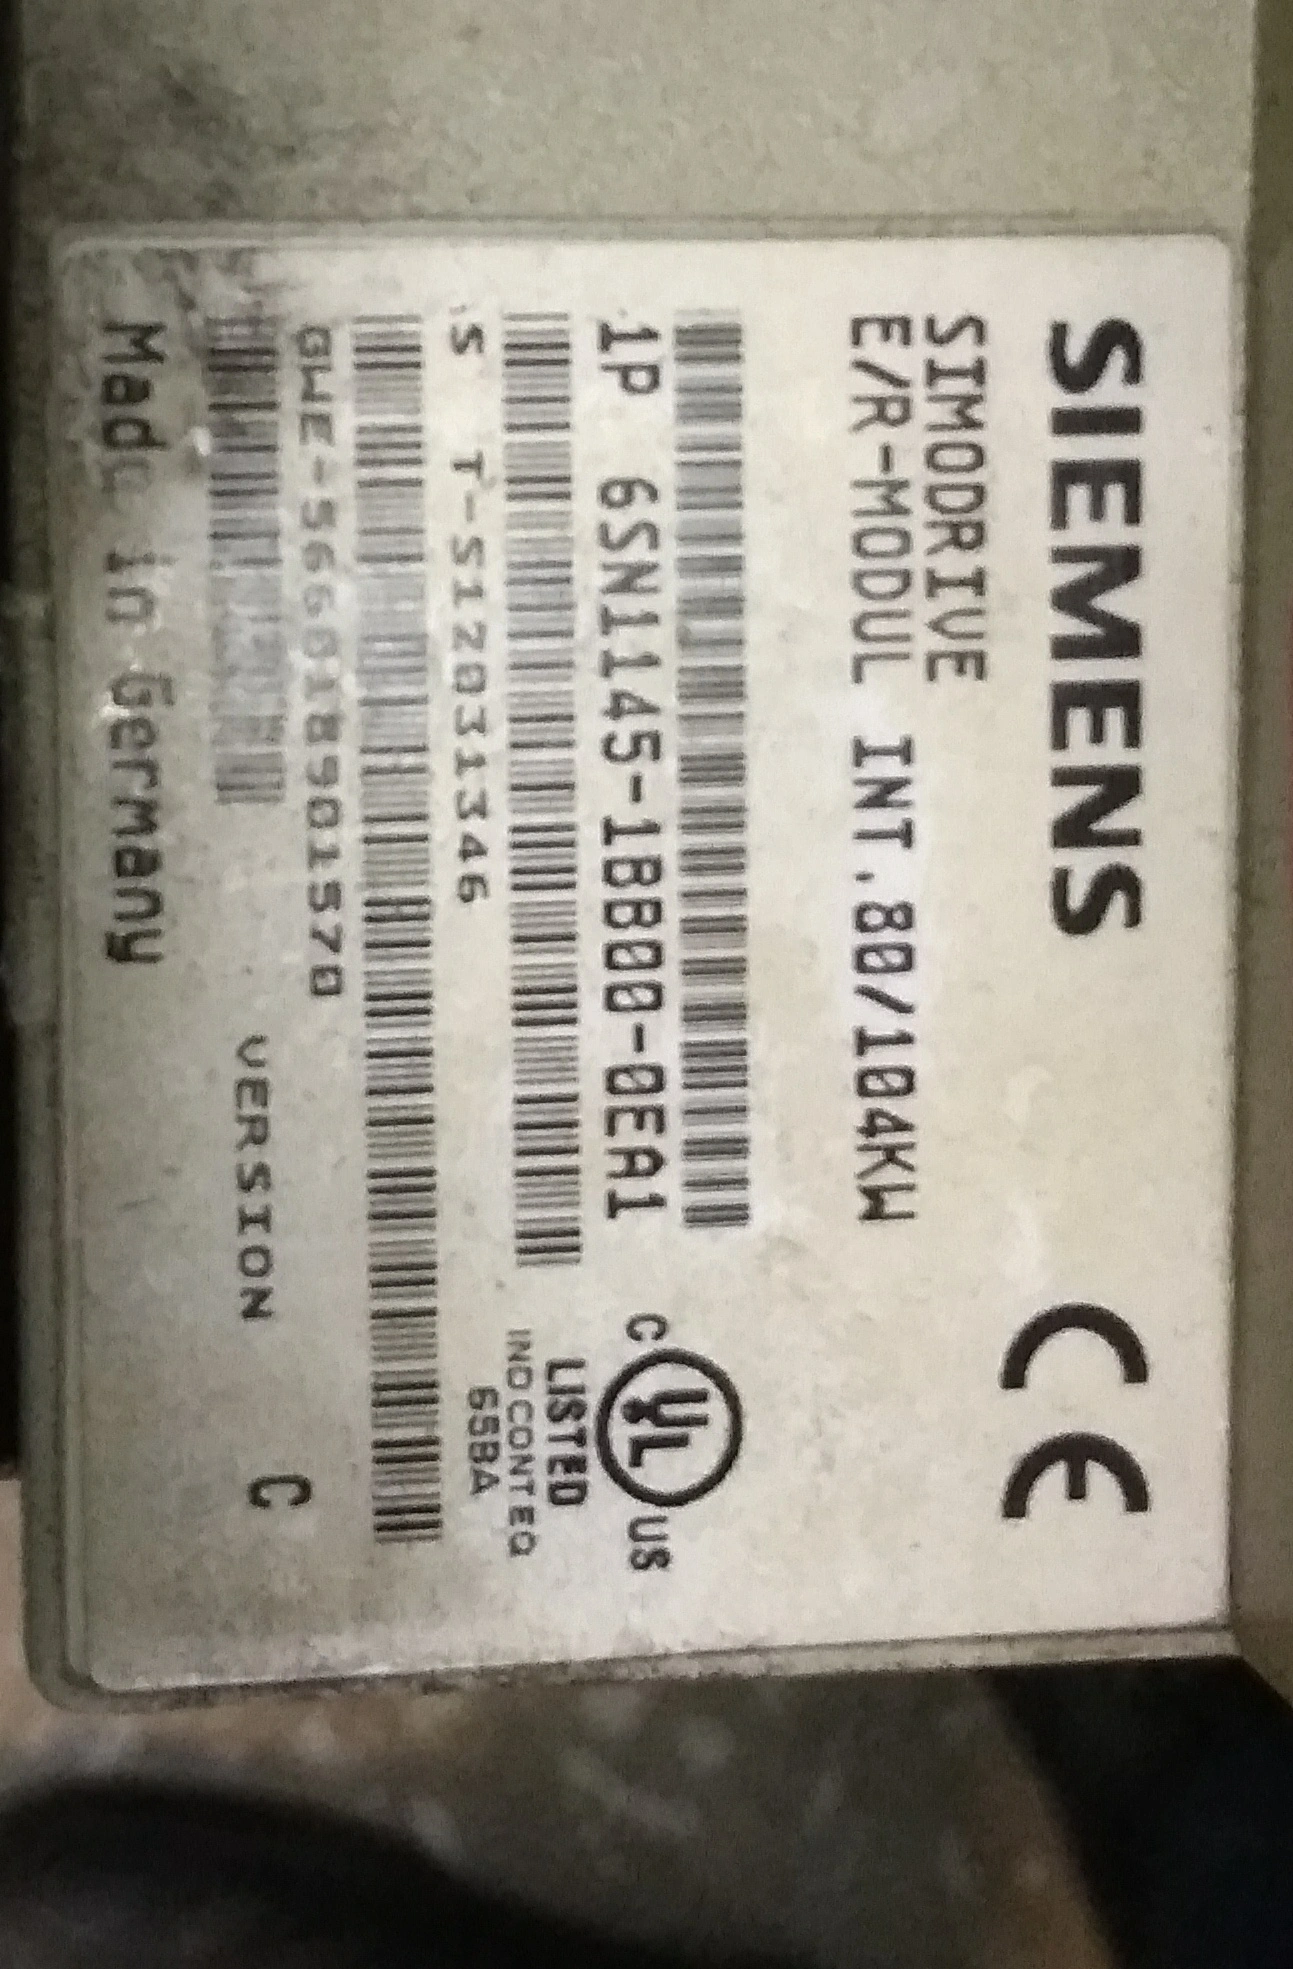 SIEMENS
CE
SIMODRIVE
E/R-MODUL INT.80/104KW
1P 6SN1145-1BB00-0EA1
C UL US
LISTED
IND CONT EQ
S T-S12031346
GWE-566018901570
VERSION C
Made in Germany